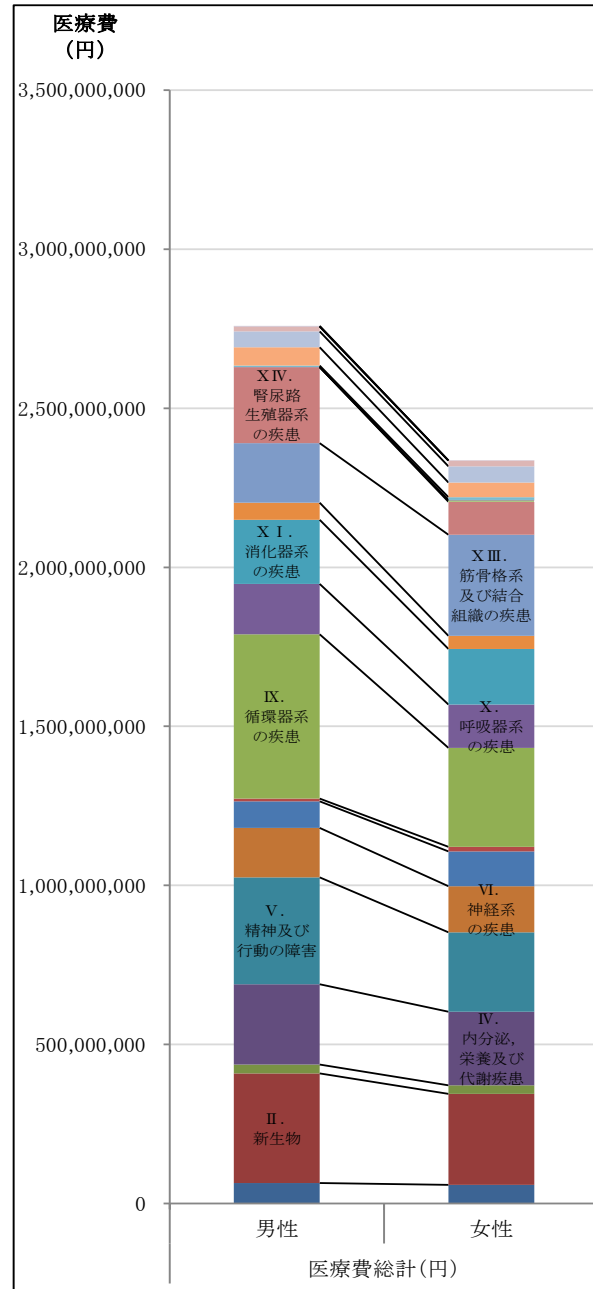 医療費
（円）
3,500,000,000
3,000,000,000
2,500,000,000
2,000,000,000
1,500,000,000
1,000,000,000
500,000,000
0
ⅩⅣ．
腎尿路
生殖器系
の疾患
ⅩⅠ．
消化器系
の疾患
Ⅸ．
循環器系
の疾患
Ⅴ．
精神及び
行動の障害
Ⅱ．
新生物
ⅩⅢ．
筋骨格系
及び結合
組織の疾患
Ⅹ．
呼吸器系
の疾患
Ⅵ．
神経系
の疾患
Ⅳ．
内分泌，
栄養及び
代謝疾患
男性
女性
医療費総計（円）